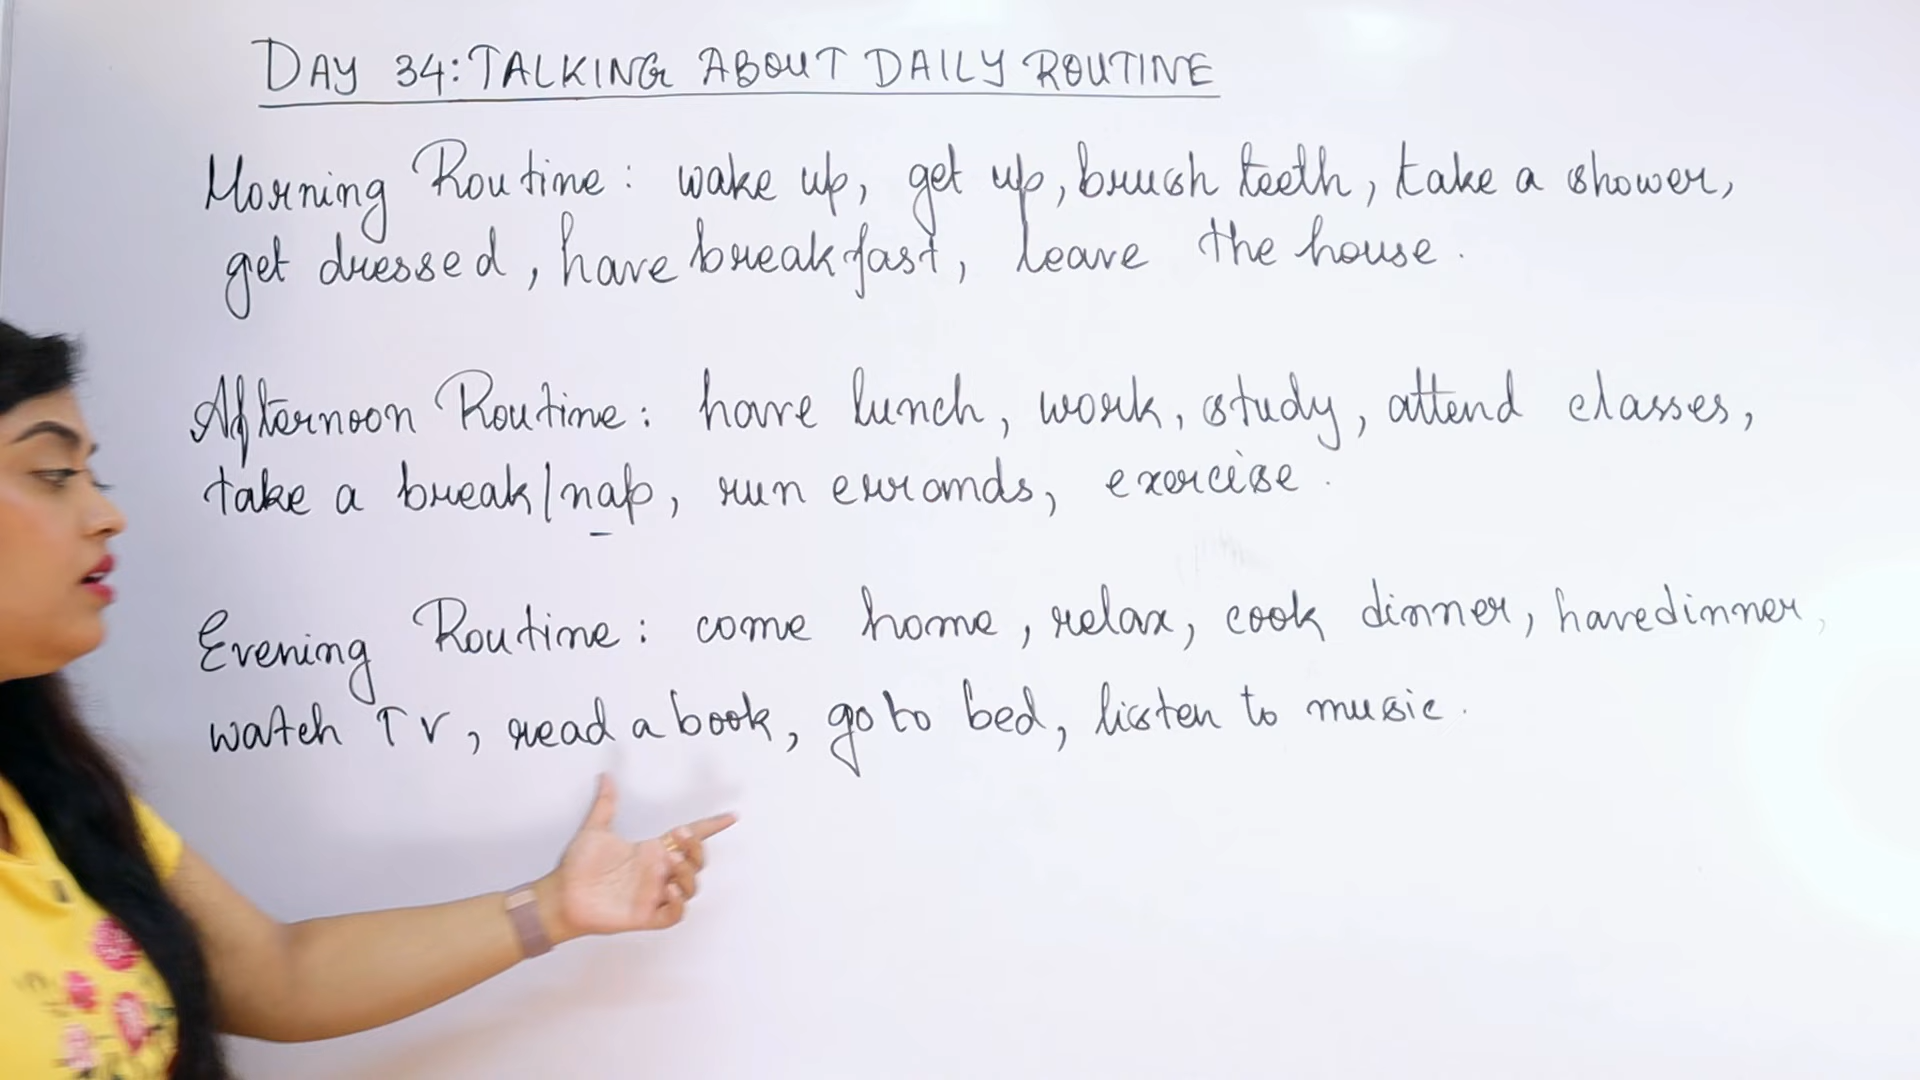 DAY 34: TALKING ABOUT DAILY ROUTINE
Morning Routine: wake up, get up, brush teeth, take a shower,
get dressed, have breakfast, leave the house.
Afternoon Routine: have lunch, work, study, attend classes,
take a break/nap, run errands, exercise.
Evening Routine: come home, relax, cook dinner, have dinner,
watch TV, read a book, go to bed, listen to music.